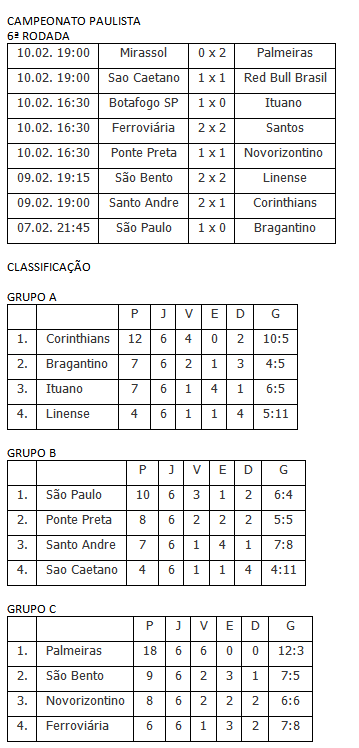 CAMPEONATO PAULISTA
6ª RODADA
10.02. 19:00 Mirassol 0 x 2 Palmeiras
10.02. 19:00 Sao Caetano 1 x 1 Red Bull Brasil
10.02. 16:30 Botafogo SP 1 x 0 Ituano
10.02. 16:30 Ferroviária 2 x 2 Santos
10.02. 16:30 Ponte Preta 1 x 1 Novorizontino
09.02. 19:15 São Bento 2 x 2 Linense
09.02. 19:00 Santo Andre 2 x 1 Corinthians
07.02. 21:45 São Paulo 1 x 0 Bragantino
CLASSIFICAÇÃO
GRUPO A
P J V E D G
1. Corinthians 12 6 4 0 2 10:5
2. Bragantino 7 6 2 1 3 4:5
3. Ituano 7 6 1 4 1 6:5
4. Linense 4 6 1 1 4 5:11
GRUPO B
P J V E D G
1. São Paulo 10 6 3 1 2 6:4
2. Ponte Preta 8 6 2 2 2 5:5
3. Santo Andre 7 6 1 4 1 7:8
4. Sao Caetano 4 6 1 1 4 4:11
GRUPO C
P J V E D G
1. Palmeiras 18 6 6 0 0 12:3
2. São Bento 9 6 2 3 1 7:5
3. Novorizontino 8 6 2 2 2 6:6
4. Ferroviária 6 6 1 3 2 7:8